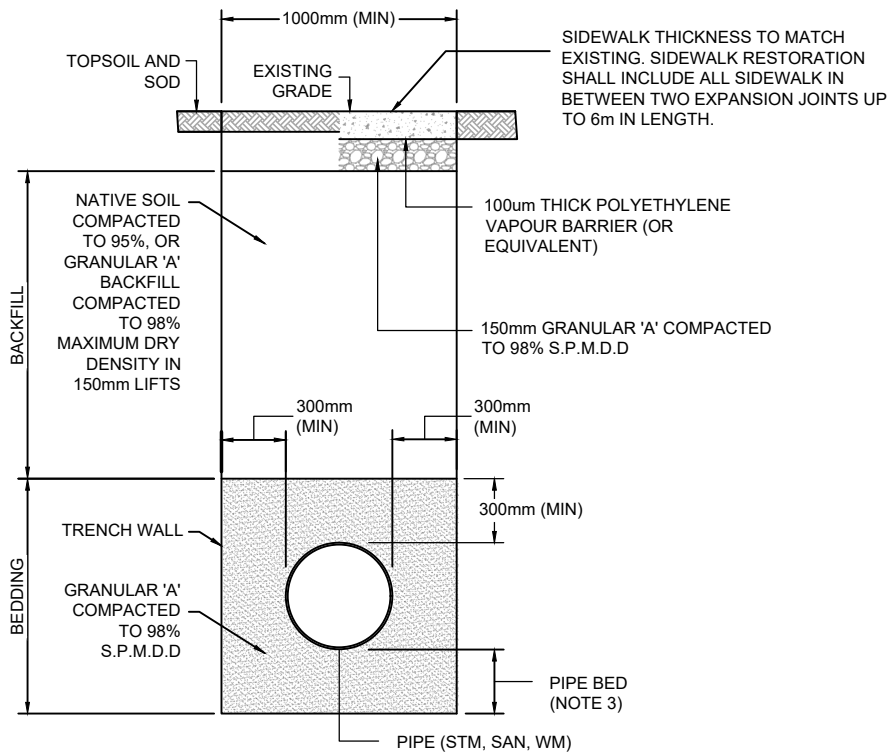 1000mm (MIN)
TOPSOIL AND
SOD
EXISTING
GRADE
SIDEWALK THICKNESS TO MATCH
EXISTING. SIDEWALK RESTORATION
SHALL INCLUDE ALL SIDEWALK IN
BETWEEN TWO EXPANSION JOINTS UP
TO 6m IN LENGTH.
BACKFILL
NATIVE SOIL
COMPACTED
TO 95%, OR
GRANULAR 'A'
BACKFILL
COMPACTED
TO 98%
MAXIMUM DRY
DENSITY IN
150mm LIFTS
100um THICK POLYETHYLENE
VAPOUR BARRIER (OR
EQUIVALENT)
150mm GRANULAR 'A' COMPACTED
TO 98% S.P.M.D.D
300mm
(MIN)
300mm
(MIN)
300mm (MIN)
BEDDING
TRENCH WALL
GRANULAR 'A'
COMPACTED
TO 98%
S.P.M.D.D
PIPE BED
(NOTE 3)
PIPE (STM, SAN, WM)